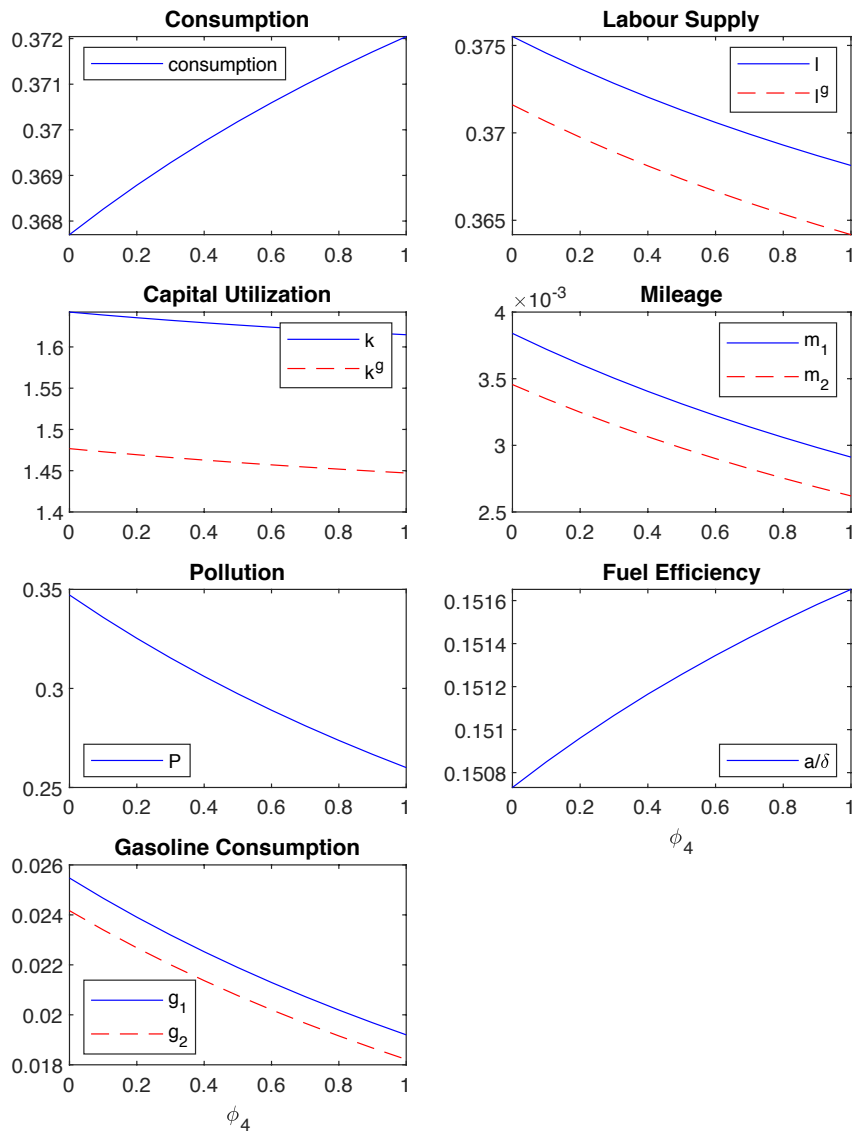 Consumption
0.372
0.371
0.37
0.369
0.368
consumption
0 0.2 0.4 0.6 0.8 1
Labour Supply
0.375
0.37
0.365
l
l^g
0 0.2 0.4 0.6 0.8 1
Capital Utilization
1.6
1.55
1.5
1.45
1.4
k
k^g
0 0.2 0.4 0.6 0.8 1
Mileage
×10^-3
4
3.5
3
2.5
m_1
m_2
0 0.2 0.4 0.6 0.8 1
Pollution
0.35
0.3
0.25
P
0 0.2 0.4 0.6 0.8 1
Fuel Efficiency
0.1516
0.1514
0.1512
0.151
0.1508
a/δ
0 0.2 0.4 0.6 0.8 1
ϕ_4
Gasoline Consumption
0.026
0.024
0.022
0.02
0.018
g_1
g_2
0 0.2 0.4 0.6 0.8 1
ϕ_4